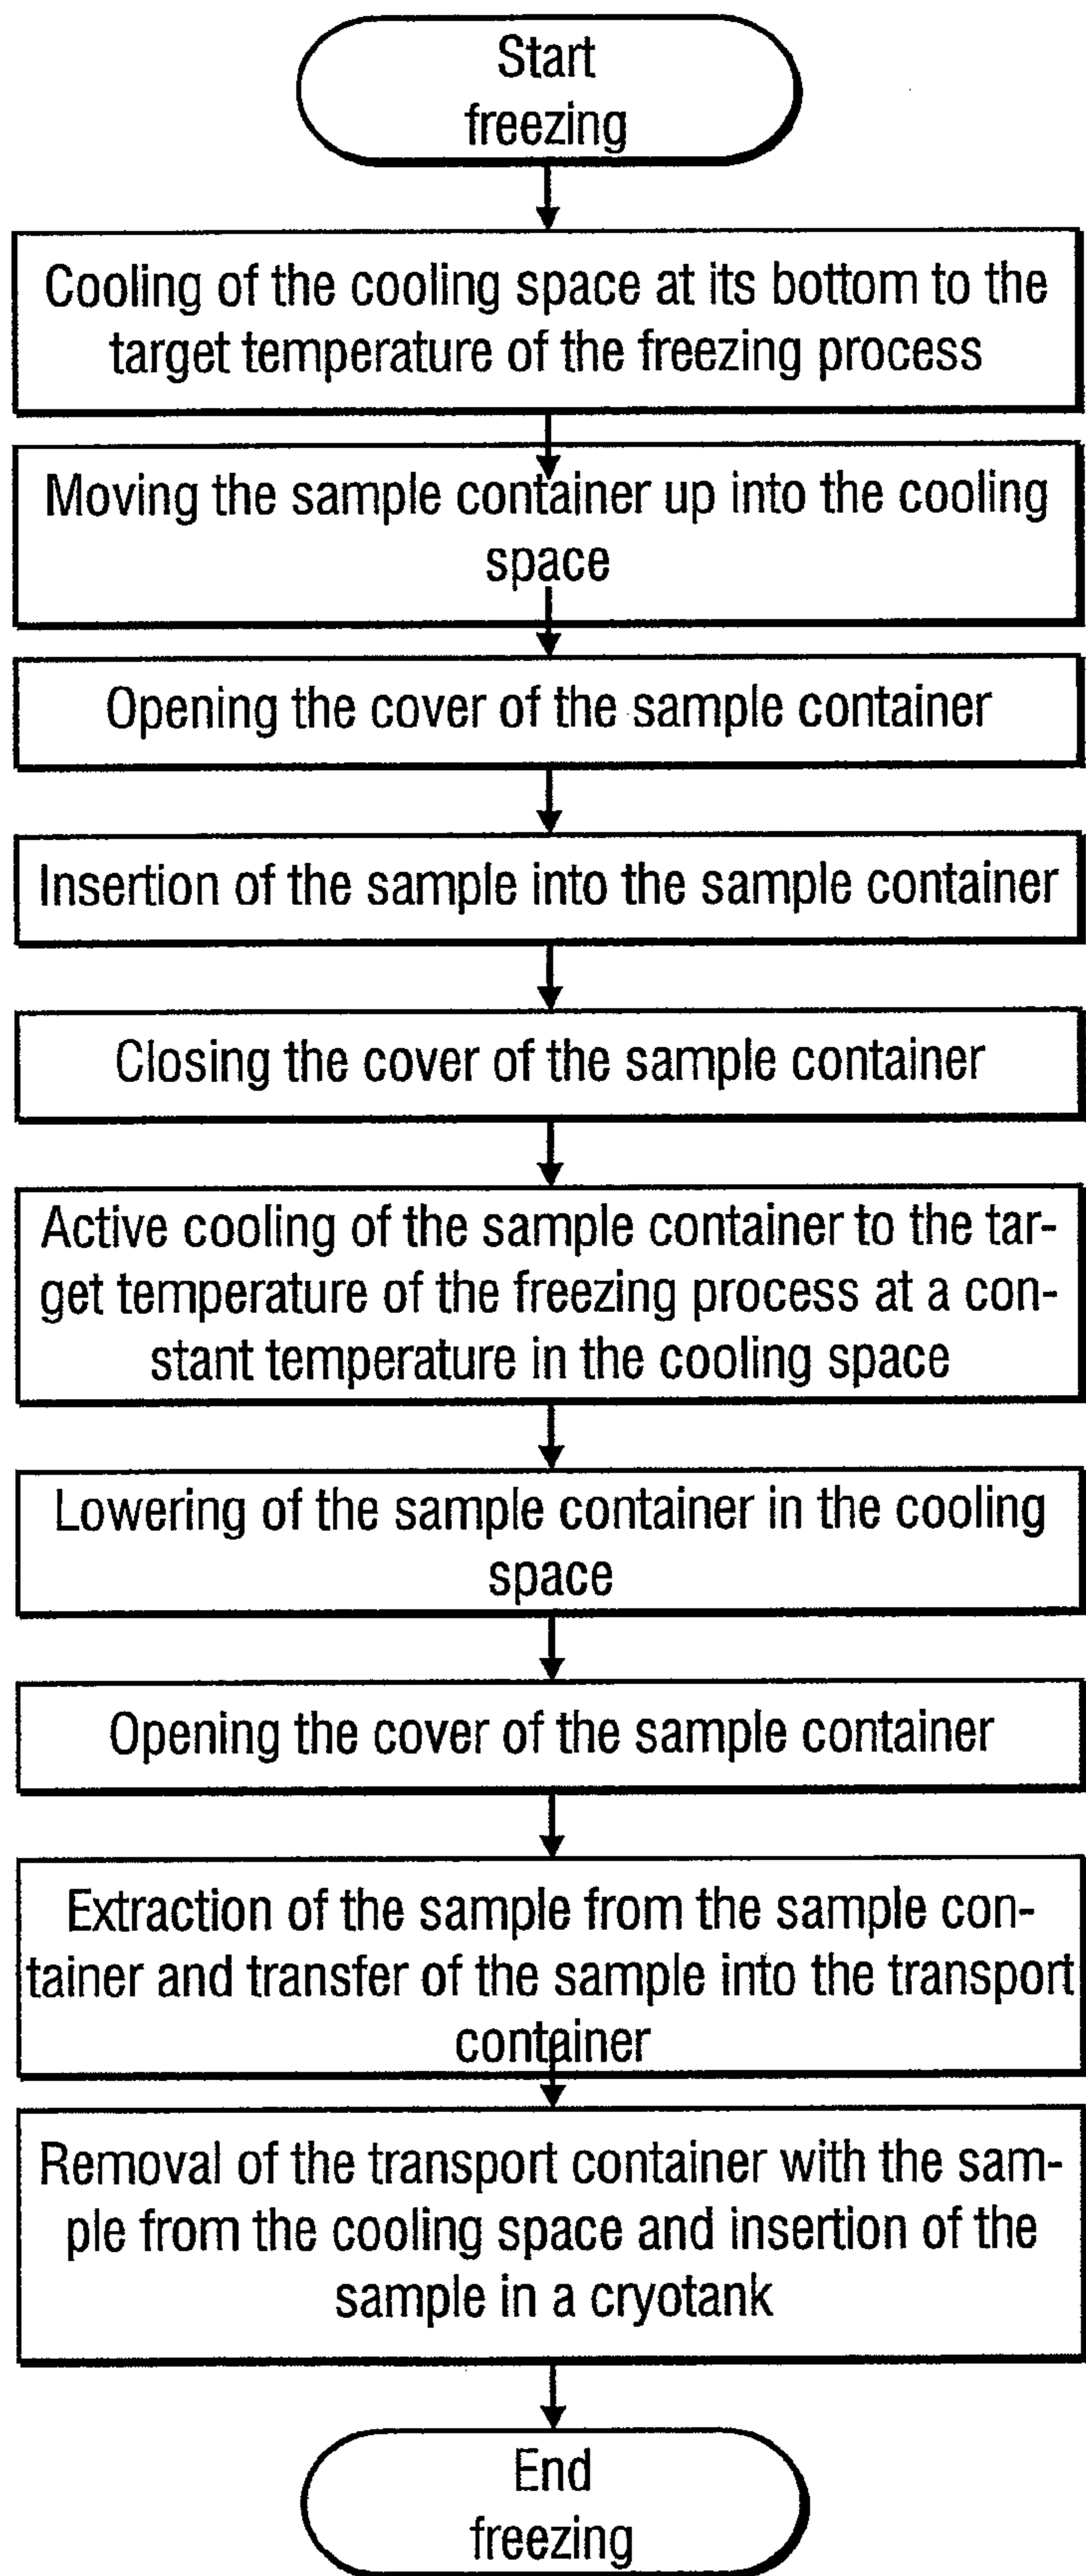 Start
freezing
Cooling of the cooling space at its bottom to the
target temperature of the freezing process
Moving the sample container up into the cooling
space
Opening the cover of the sample container
Insertion of the sample into the sample container
Closing the cover of the sample container
Active cooling of the sample container to the tar-
get temperature of the freezing process at a con-
stant temperature in the cooling space
Lowering of the sample container in the cooling
space
Opening the cover of the sample container
Extraction of the sample from the sample con-
tainer and transfer of the sample into the transport
container
Removal of the transport container with the sam-
ple from the cooling space and insertion of the
sample in a cryotank
End
freezing